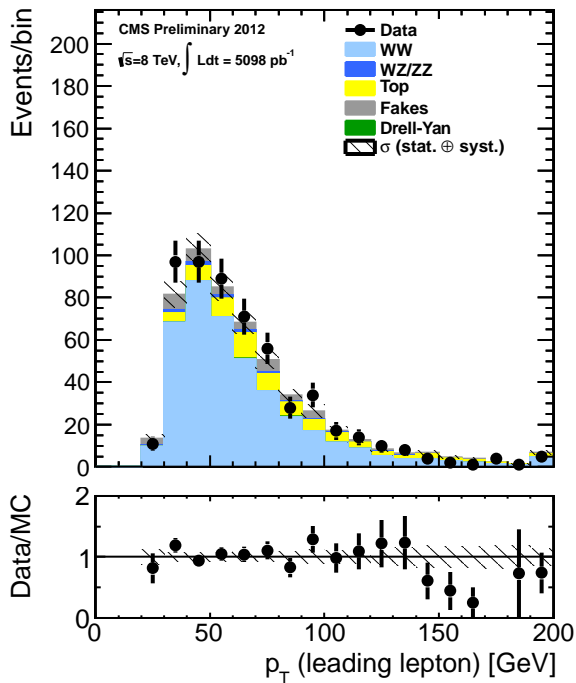 CMS Preliminary 2012
√s=8 TeV, ∫ Ldt = 5098 pb⁻¹
Data
WW
WZ/ZZ
Top
Fakes
Drell-Yan
σ (stat. ⊕ syst.)
Events/bin
200
180
160
140
120
100
80
60
40
20
0
Data/MC
2
1
0
0 50 100 150 200
p_T (leading lepton) [GeV]